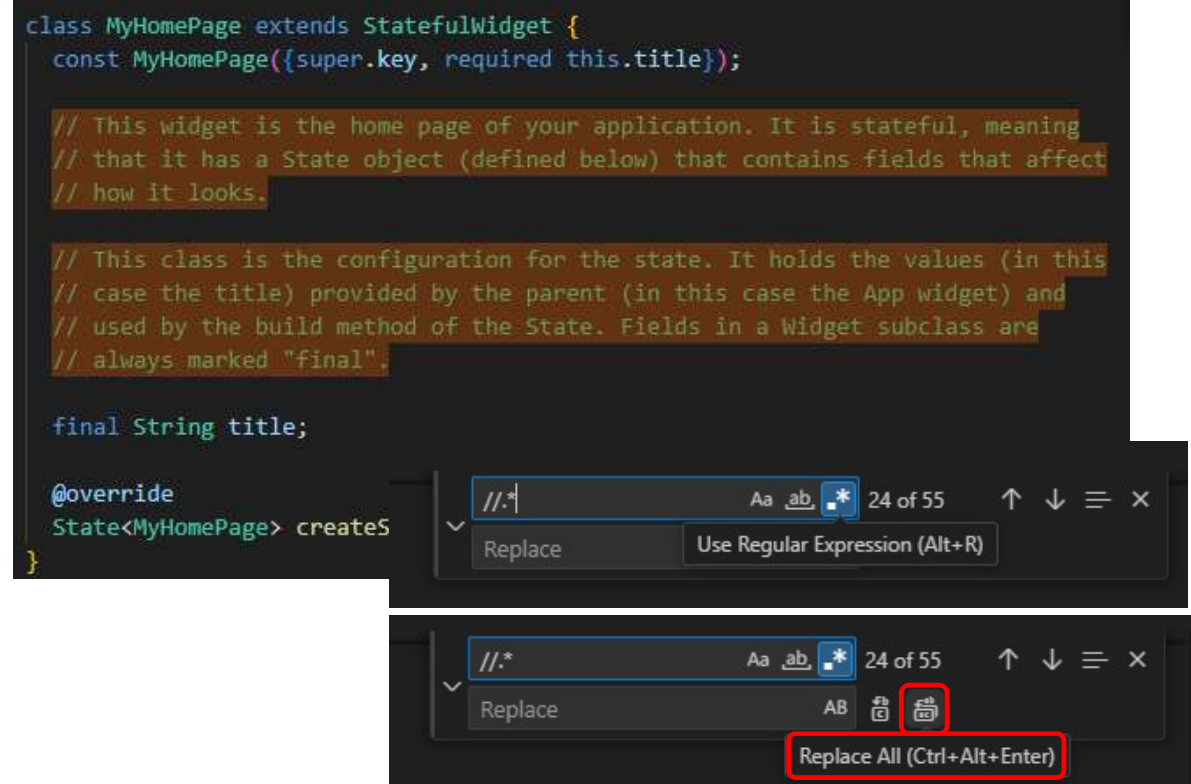 class MyHomePage extends StatefulWidget {
const MyHomePage({super.key, required this.title});
// This widget is the home page of your application. It is stateful, meaning
// that it has a State object (defined below) that contains fields that affect
// how it looks.
// This class is the configuration for the state. It holds the values (in this
// case the title) provided by the parent (in this case the App widget) and
// used by the build method of the State. Fields in a Widget subclass are
// always marked "final".
final String title;
@override
State<MyHomePage> createS
}
//.* Aa ab .* 24 of 55
Replace
Use Regular Expression (Alt+R)
//.* Aa ab .* 24 of 55
Replace AB
Replace All (Ctrl+Alt+Enter)